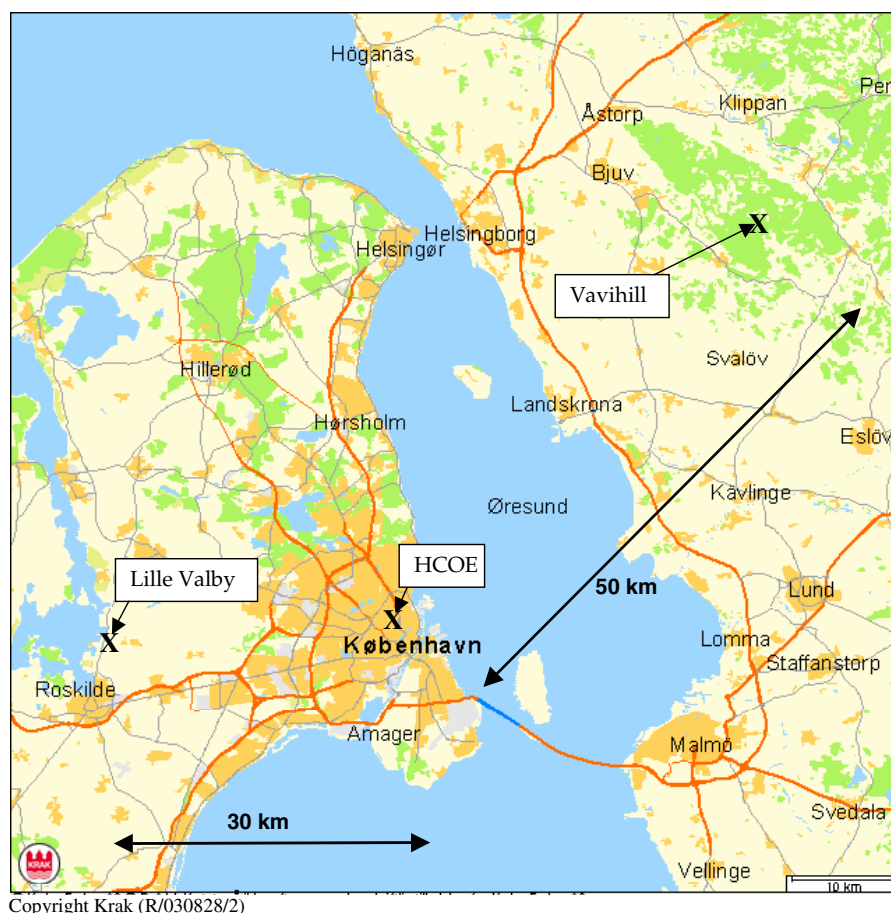 Höganäs
Klippan
Per
Åstorp
Bjuv
X
Helsingborg
Helsingør
Vavihill
Hillerød
Svalöv
Landskrona
Hørsholm
Eslöv
Kävlinge
Øresund
HCOE
Lille Valby
50 km
Lund
X
X
København
Lomma
Staffanstorp
Roskilde
Amager
Malmö
Svedala
30 km
KRAK
Vellinge
10 km
Copyright Krak (R/030828/2)